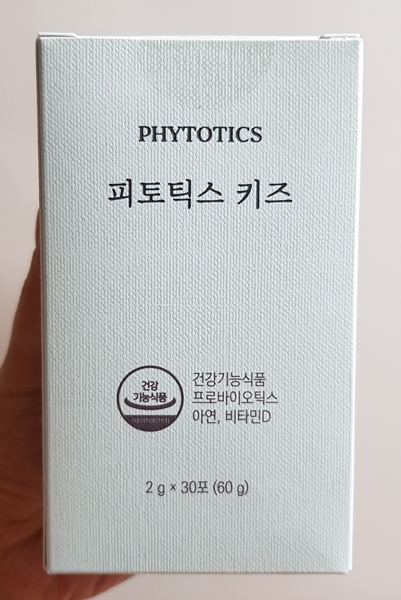 PHYTOTICS
피토틱스 키즈
건강
기능식품
건강기능식품
프로바이오틱스
아연, 비타민D
2 g × 30포 (60 g)